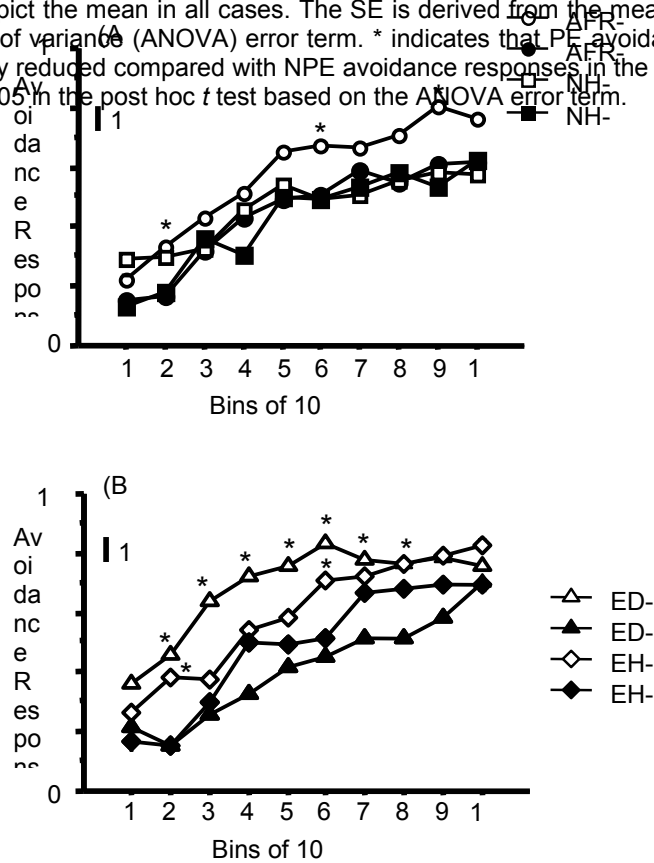 pict the mean in all cases. The SE is derived from the mea
of variance (ANOVA) error term. * indicates that PE avoida
y reduced compared with NPE avoidance responses in the
05 in the post hoc t test based on the ANOVA error term.
1
(A
Av
oi
da
nc
e
R
es
po
1
*
*
*
AFR-
AFR-
NH-
NH-
0
1 2 3 4 5 6 7 8 9 1
Bins of 10
1
(B
Av
oi
da
nc
e
R
es
po
1
* * * * * * *
* *
ED-
ED-
EH-
EH-
0
1 2 3 4 5 6 7 8 9 1
Bins of 10